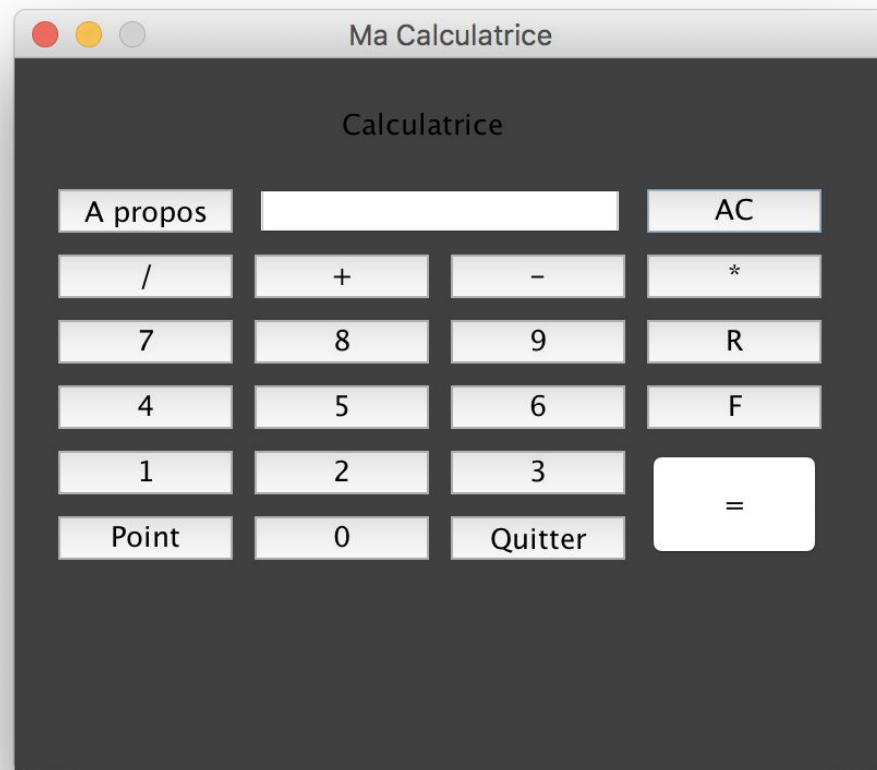 Ma Calculatrice
Calculatrice
A propos AC
/ + - *
7 8 9 R
4 5 6 F
1 2 3
=
Point 0 Quitter